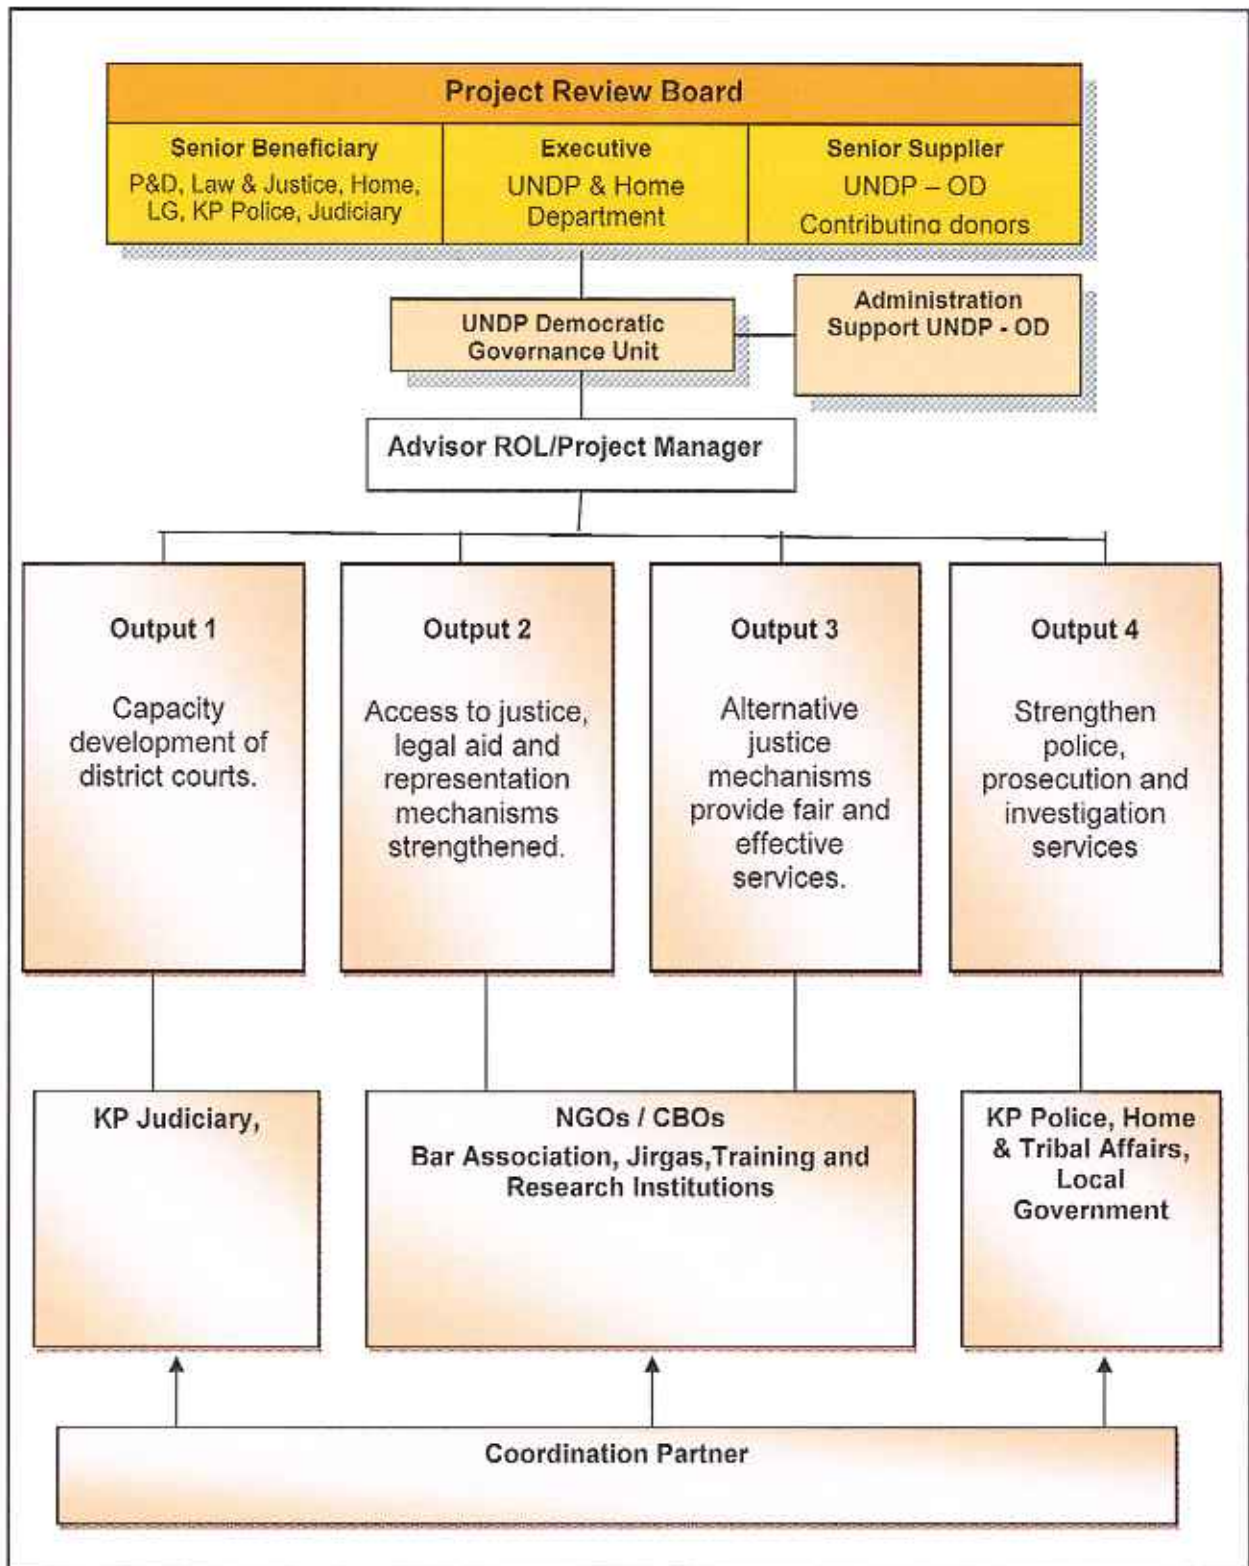 Project Review Board
Senior Beneficiary
P&D, Law & Justice, Home,
LG, KP Police, Judiciary
Executive
UNDP & Home
Department
Senior Supplier
UNDP – OD
Contributing donors
UNDP Democratic
Governance Unit
Administration
Support UNDP - OD
Advisor ROL/Project Manager
Output 1
Capacity
development of
district courts.
Output 2
Access to justice,
legal aid and
representation
mechanisms
strengthened.
Output 3
Alternative
justice
mechanisms
provide fair and
effective
services.
Output 4
Strengthen
police,
prosecution and
investigation
services
KP Judiciary,
NGOs / CBOs
Bar Association, Jirgas,Training and
Research Institutions
KP Police, Home
& Tribal Affairs,
Local
Government
Coordination Partner